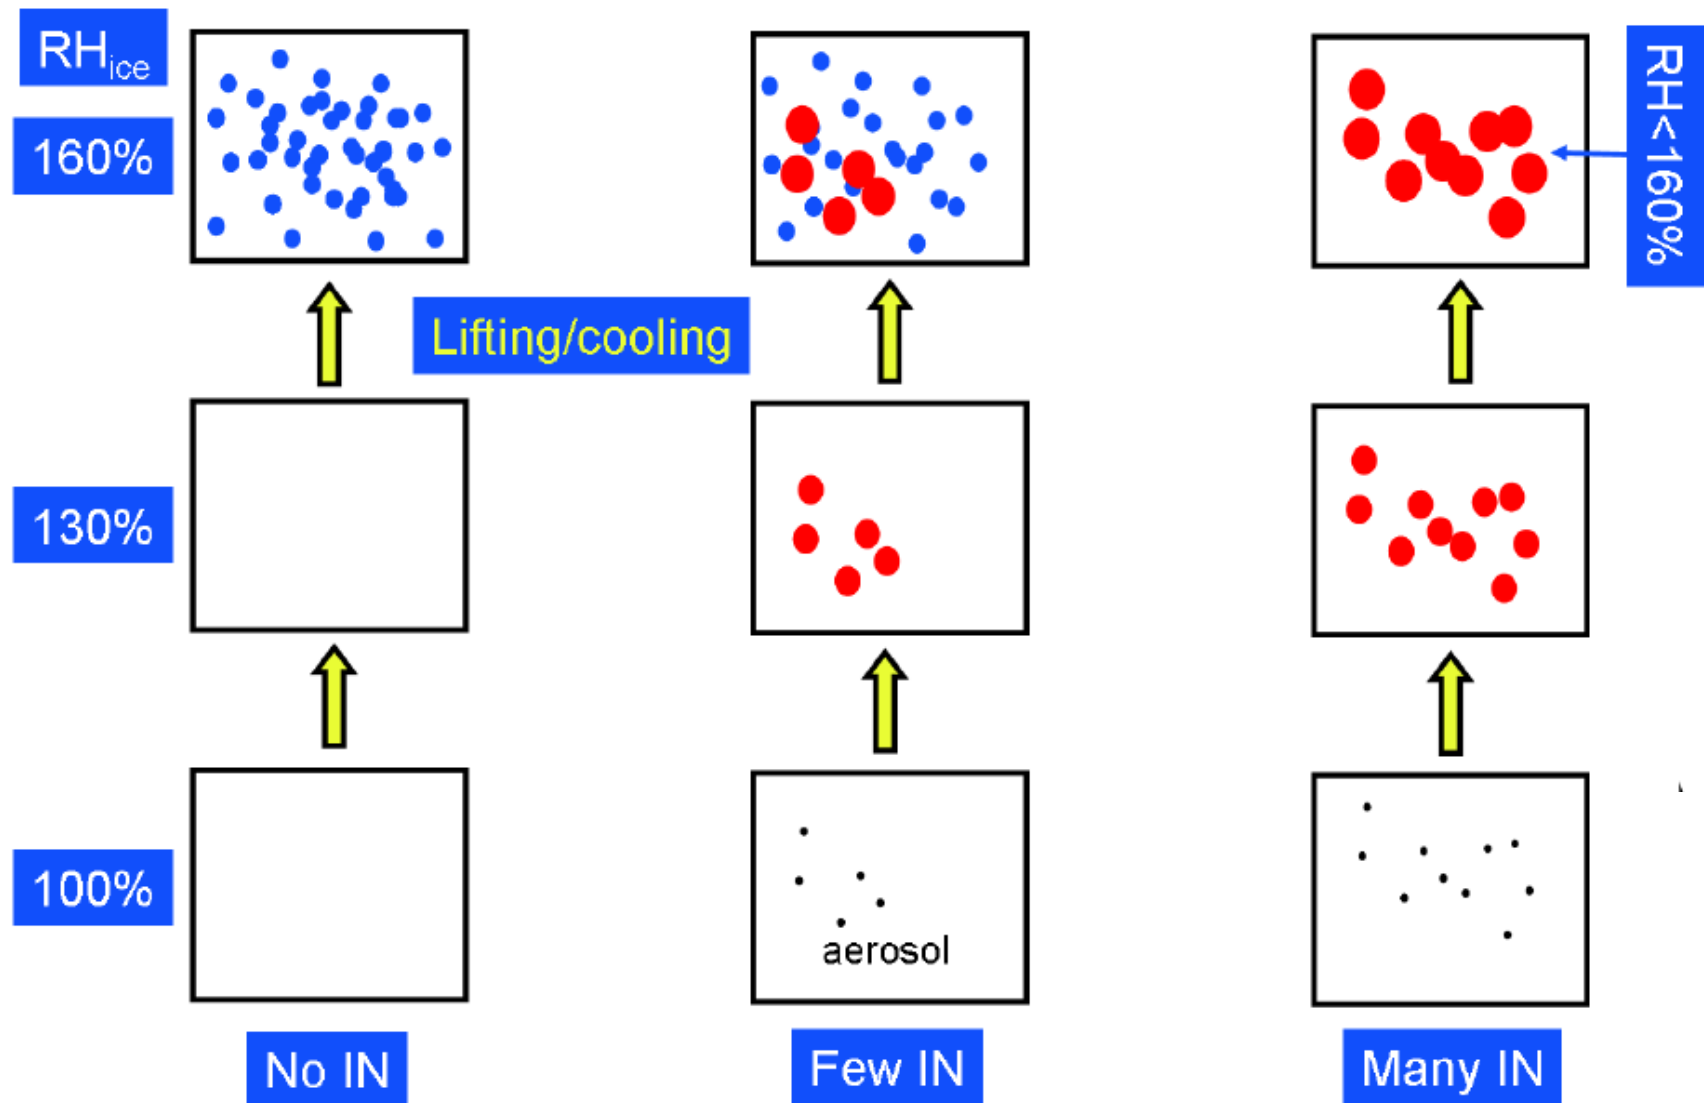 RHice
160%
RH<160%
Lifting/cooling
130%
100%
aerosol
No IN
Few IN
Many IN